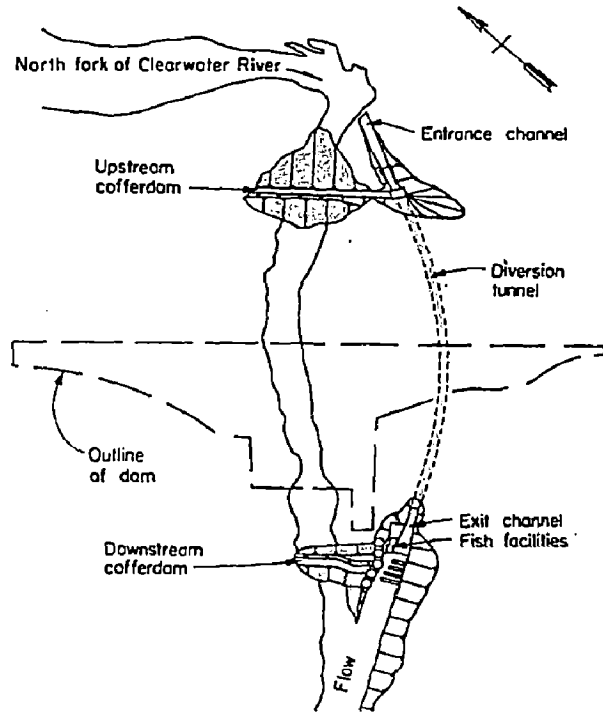 North fork of Clearwater River
Entrance channel
Upstream
cofferdam
Diversion
tunnel
Outline
of dam
Exit channel
Fish facilities
Downstream
cofferdam
Flow